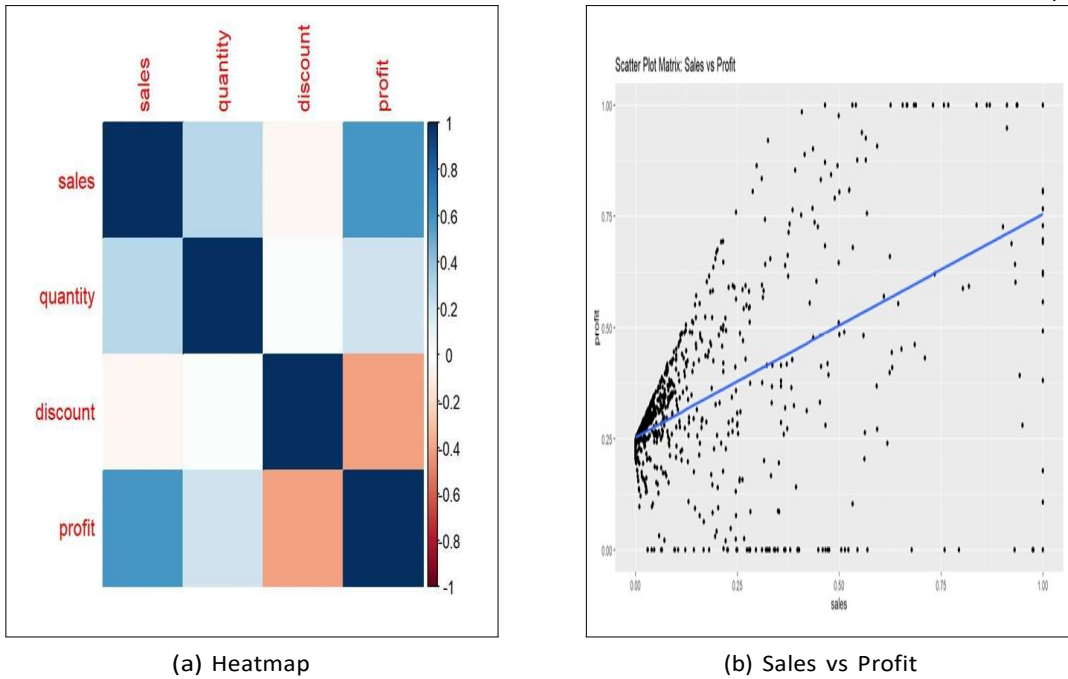 sales
quantity
discount
profit
sales
quantity
discount
profit
1
0.8
0.6
0.4
0.2
0
-0.2
-0.4
-0.6
-0.8
-1
(a) Heatmap
Scatter Plot Matrix: Sales vs Profit
profit
1.00
0.75
0.50
0.25
0.00
0.00 0.25 0.50 0.75 1.00
sales
(b) Sales vs Profit